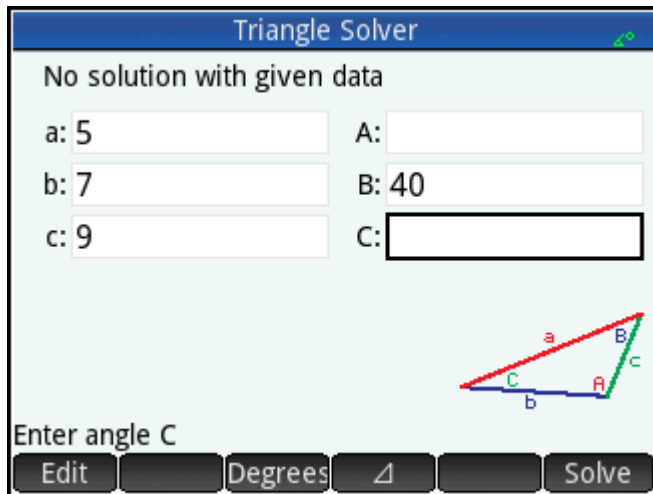 Triangle Solver
No solution with given data
a: 5 A:
b: 7 B: 40
c: 9 C:
a B
C A c
b
Enter angle C
Edit Degrees ⊿ Solve